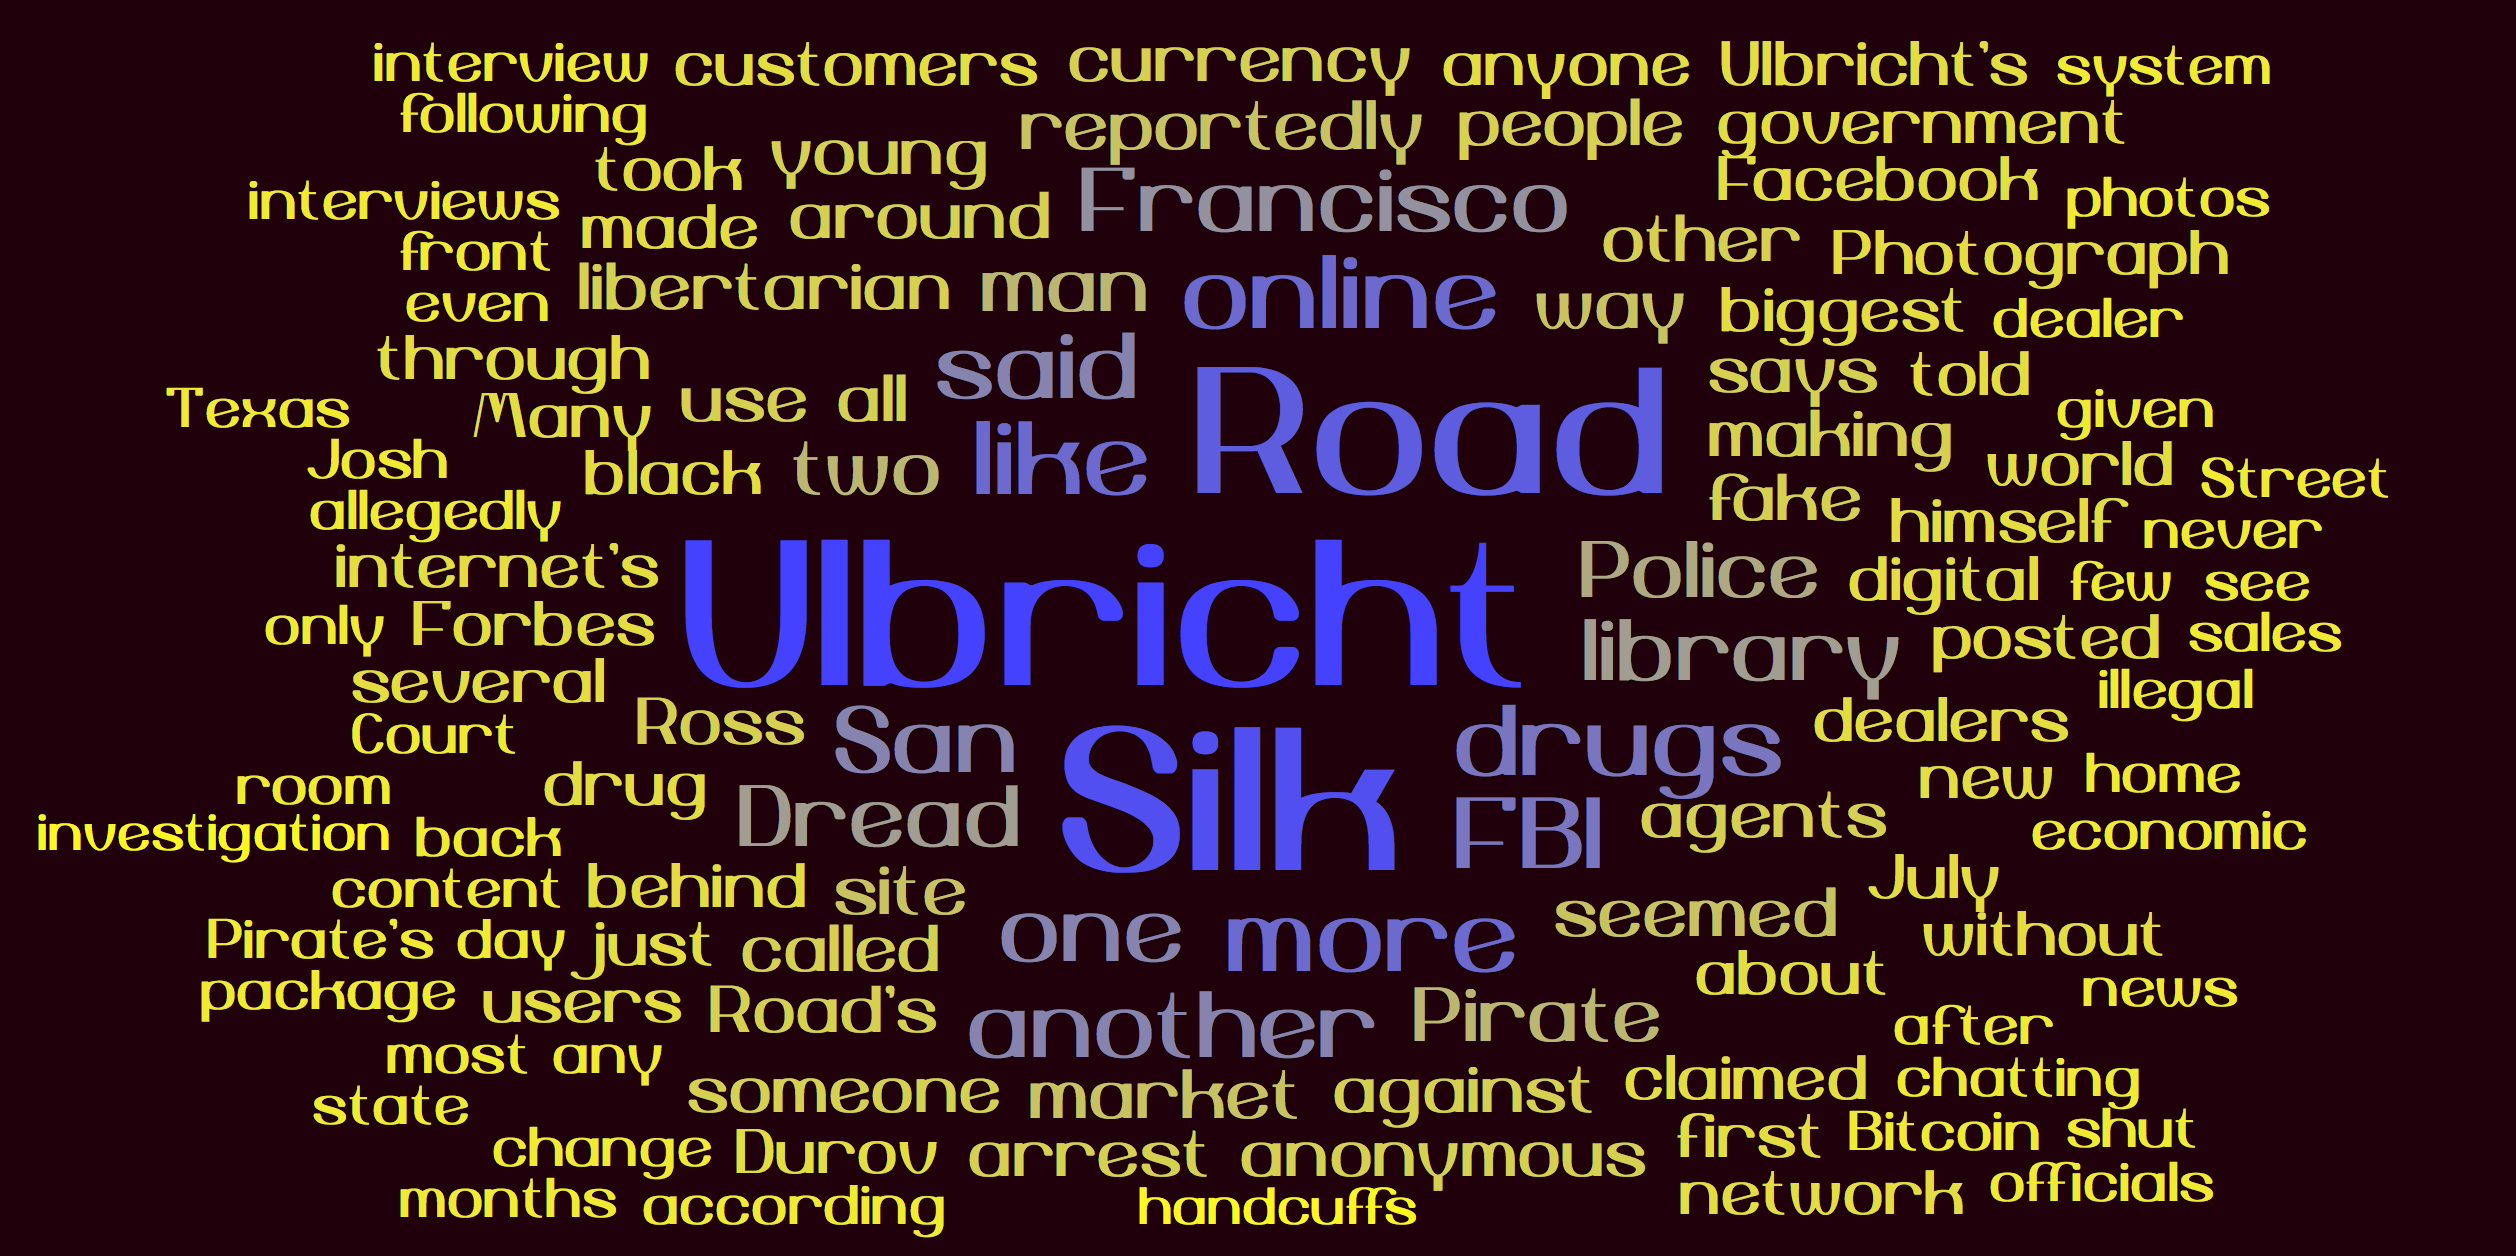 interview customers currency anyone Ulbricht's system
following reportedly people government
took young Francisco Facebook photos
interviews made around other Photograph
front libertarian man online way biggest dealer
even
through said Road says told
Texas Many use all like making given
Josh black two fake world Street
allegedly himself never
internet's Ulbricht Police digital few see
only Forbes library posted sales
several illegal
Court Ross San Silk drugs dealers
room drug Dread FBI agents new home
investigation back economic
content behind site one more seemed July
Pirate's day just called about without
package users Road's another Pirate news
most any after
state someone market against claimed chatting
change Durov arrest anonymous first Bitcoin shut
months according handcuffs network officials